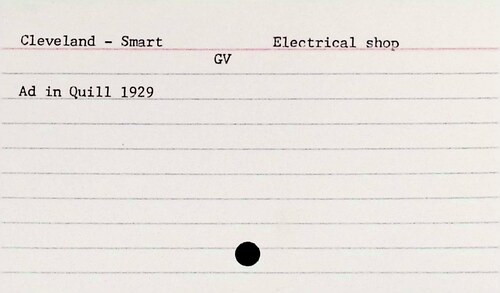 Cleveland - Smart Electrical shop
GV
Ad in Quill 1929